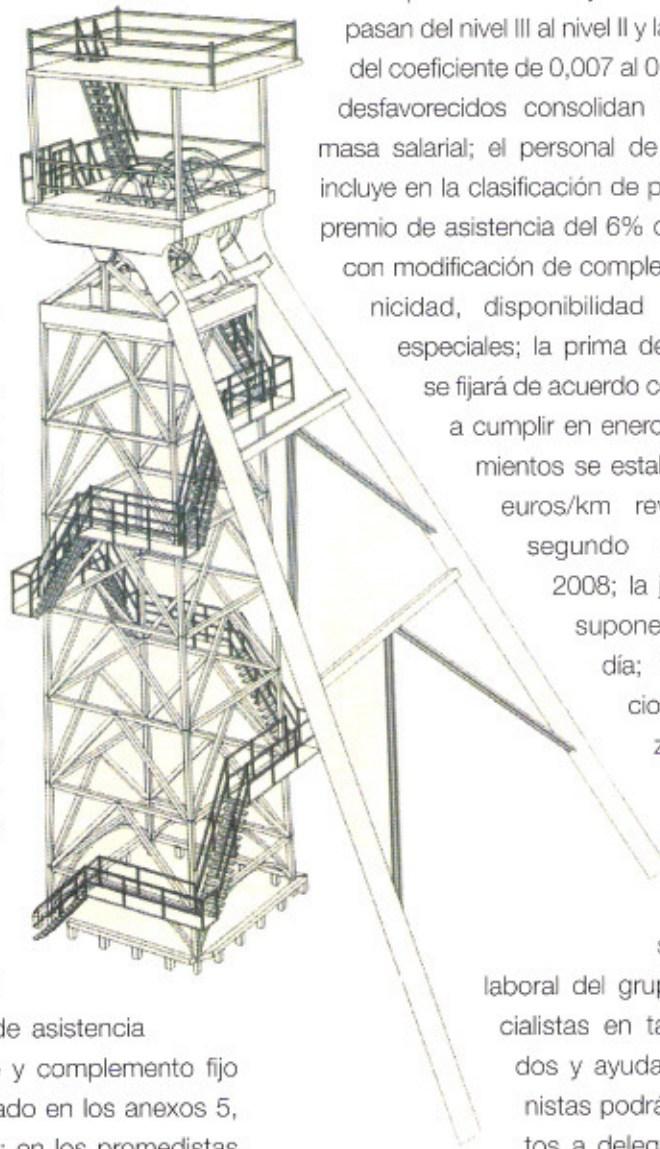 de asistencia
y complemento fijo
ado en los anexos 5,
en los promedistas
pasan del nivel III al nivel II y la
del coeficiente de 0,007 al 0
desfavorecidos consolidan
masa salarial; el personal de
incluye en la clasificación de p
premio de asistencia del 6%
con modificación de comple
nicidad, disponibilidad
especiales; la prima de
se fijará de acuerdo c
a cumplir en enero
mientos se estal
euros/km rev
segundo
2008; la j
supone
día;
cio
z
s
laboral del grup
cialistas en ta
dos y ayuda
nistas podrá
tos a deleg